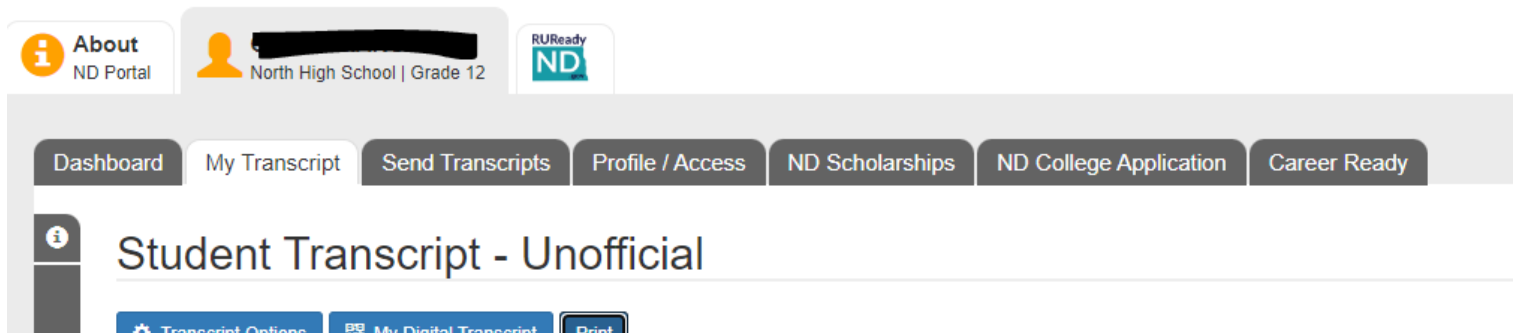 About
ND Portal
North High School | Grade 12
RUReady
ND
Dashboard
My Transcript
Send Transcripts
Profile / Access
ND Scholarships
ND College Application
Career Ready
Student Transcript - Unofficial
Transcript Options
My Digital Transcript
Print